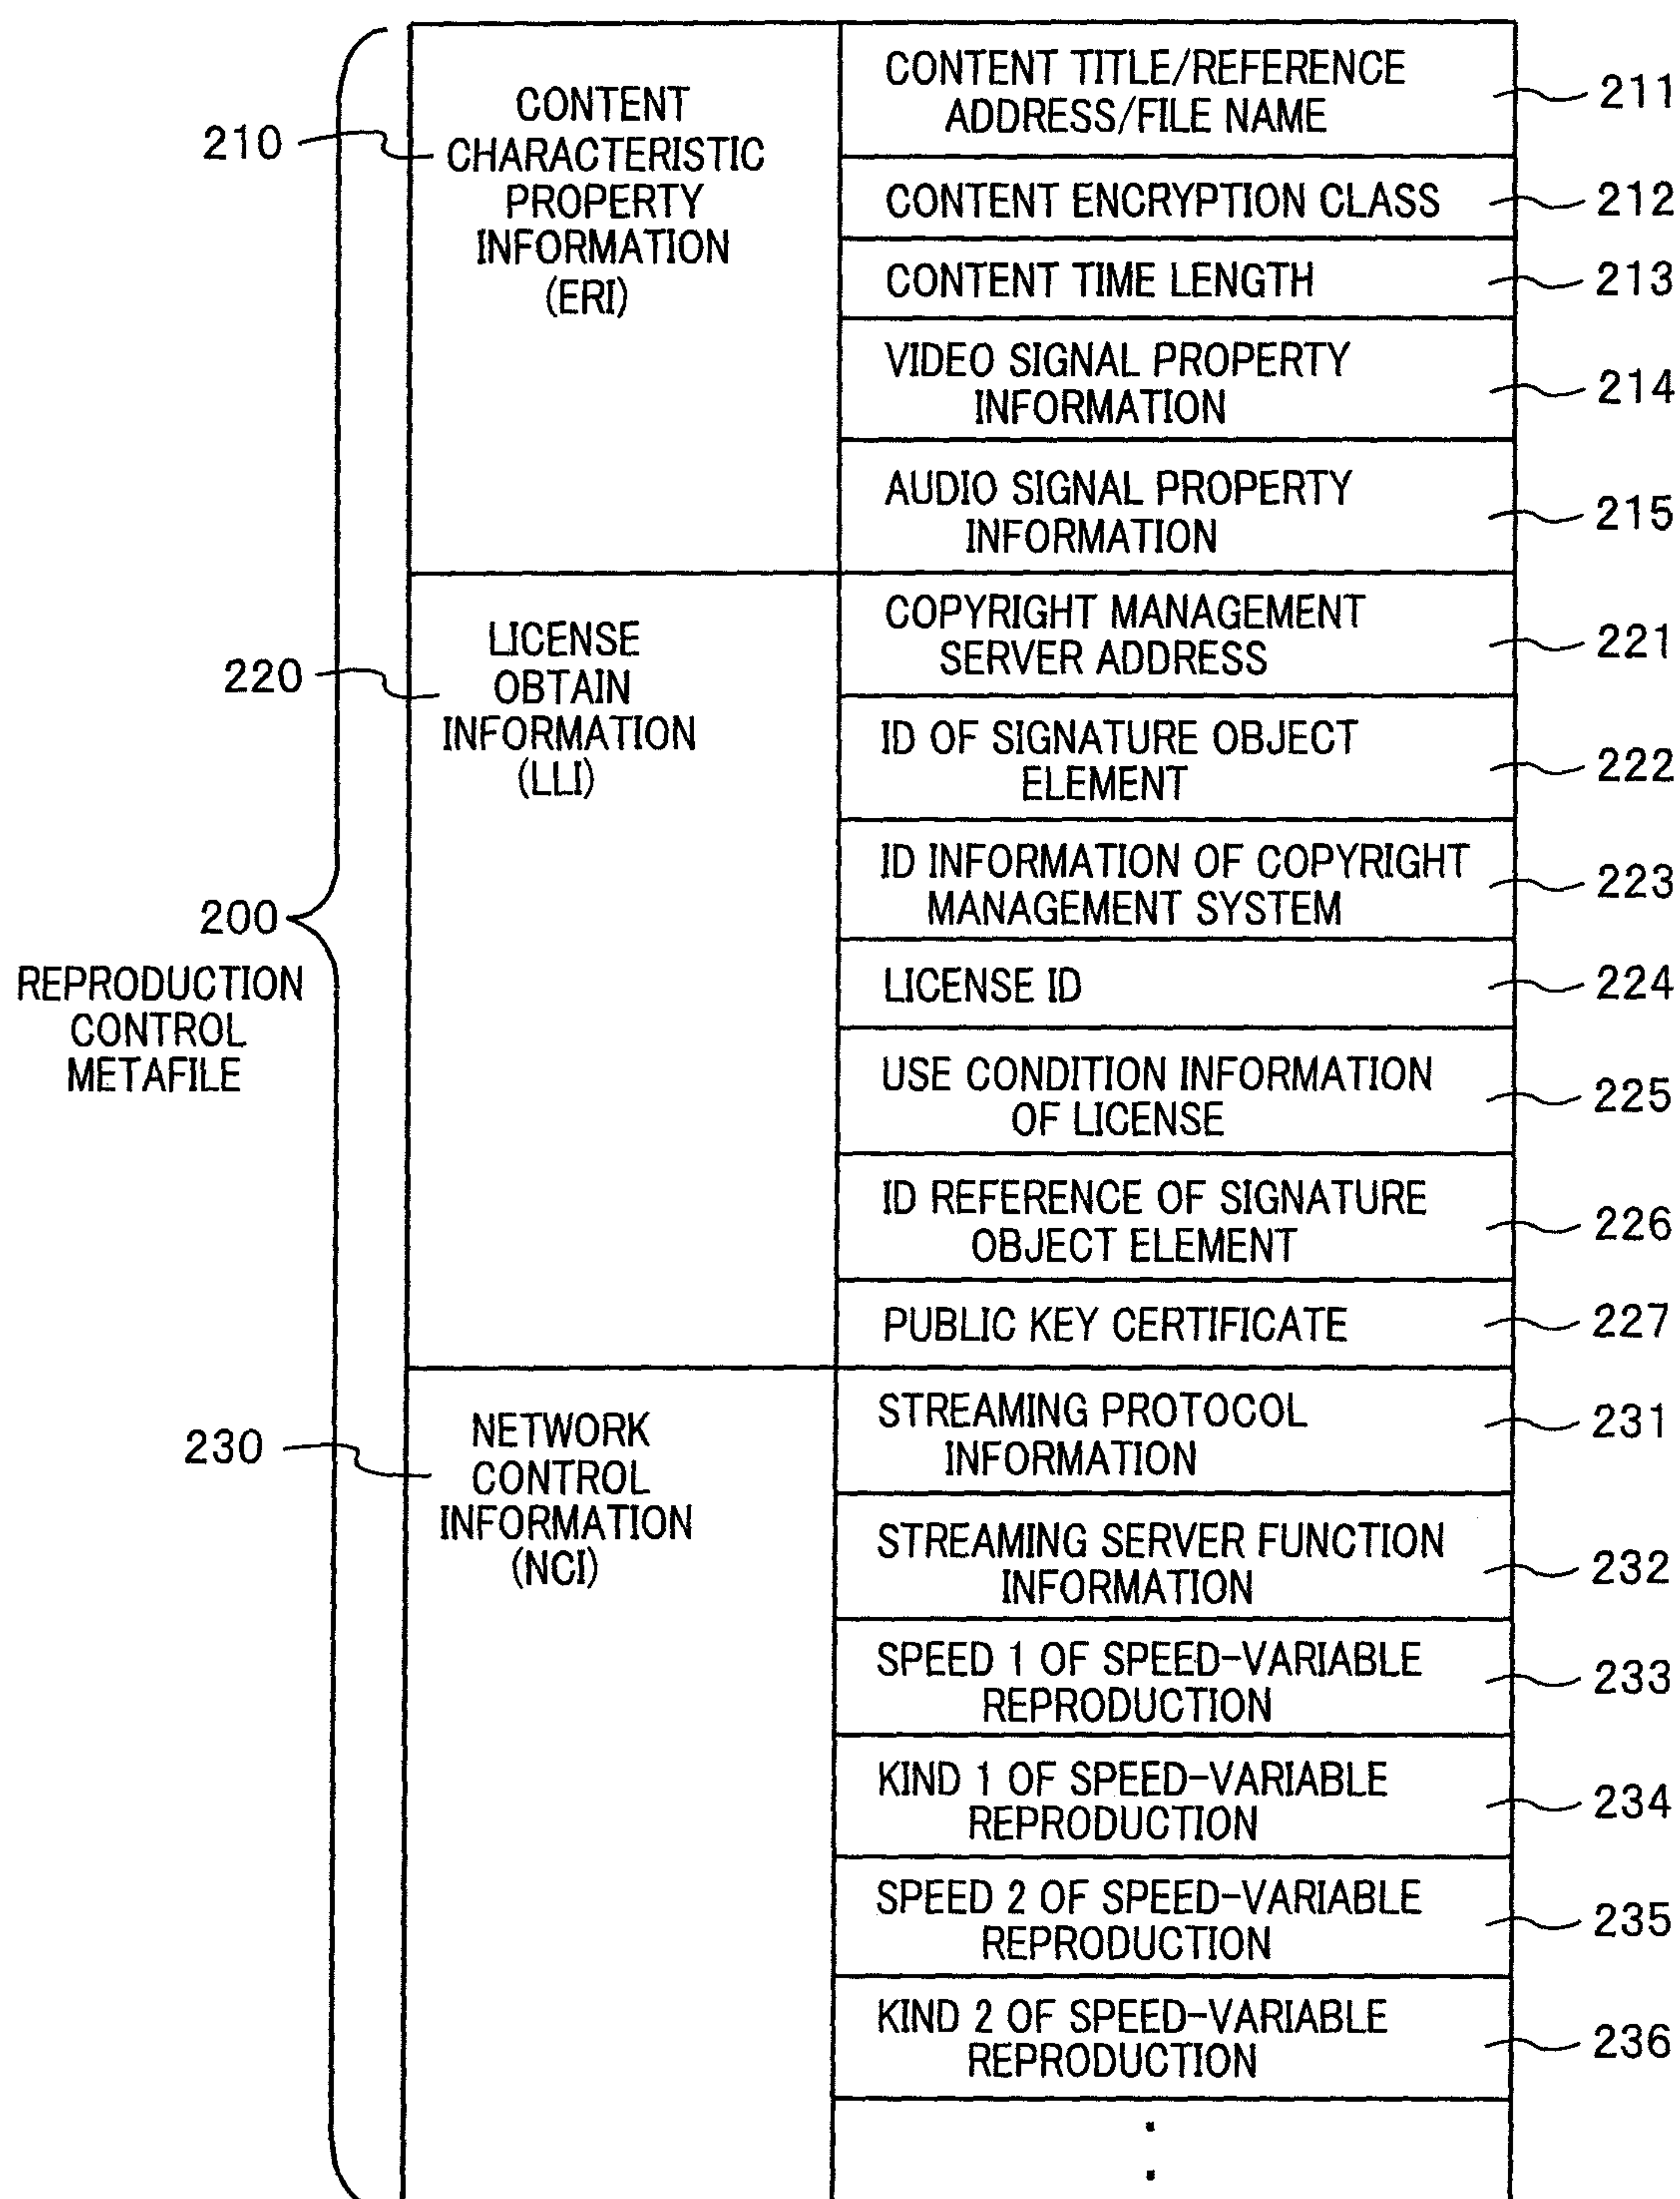 200
REPRODUCTION
CONTROL
METAFILE
210
CONTENT
CHARACTERISTIC
PROPERTY
INFORMATION
(ERI)
CONTENT TITLE/REFERENCE
ADDRESS/FILE NAME
211
CONTENT ENCRYPTION CLASS
212
CONTENT TIME LENGTH
213
VIDEO SIGNAL PROPERTY
INFORMATION
214
AUDIO SIGNAL PROPERTY
INFORMATION
215
220
LICENSE
OBTAIN
INFORMATION
(LLI)
COPYRIGHT MANAGEMENT
SERVER ADDRESS
221
ID OF SIGNATURE OBJECT
ELEMENT
222
ID INFORMATION OF COPYRIGHT
MANAGEMENT SYSTEM
223
LICENSE ID
224
USE CONDITION INFORMATION
OF LICENSE
225
ID REFERENCE OF SIGNATURE
OBJECT ELEMENT
226
PUBLIC KEY CERTIFICATE
227
230
NETWORK
CONTROL
INFORMATION
(NCI)
STREAMING PROTOCOL
INFORMATION
231
STREAMING SERVER FUNCTION
INFORMATION
232
SPEED 1 OF SPEED-VARIABLE
REPRODUCTION
233
KIND 1 OF SPEED-VARIABLE
REPRODUCTION
234
SPEED 2 OF SPEED-VARIABLE
REPRODUCTION
235
KIND 2 OF SPEED-VARIABLE
REPRODUCTION
236